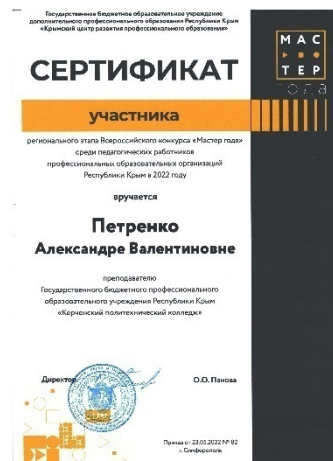 Государственное бюджетное образовательное учреждение
дополнительного профессионального образования Республики Крым
«Крымский центр развития профессионального образования»
МАС
ТЕР
года
СЕРТИФИКАТ
участника
регионального этапа Всероссийского конкурса «Мастер года»
среди педагогических работников
профессиональных образовательных организаций
Республики Крым в 2022 году
вручается
Петренко
Александре Валентиновне
преподавателю
Государственного бюджетного профессионального
образовательного учреждения Республики Крым
«Керченский политехнический колледж»
Директор
О.О. Панова
Приказ от 23.05.2022 № 82
г. Симферополь